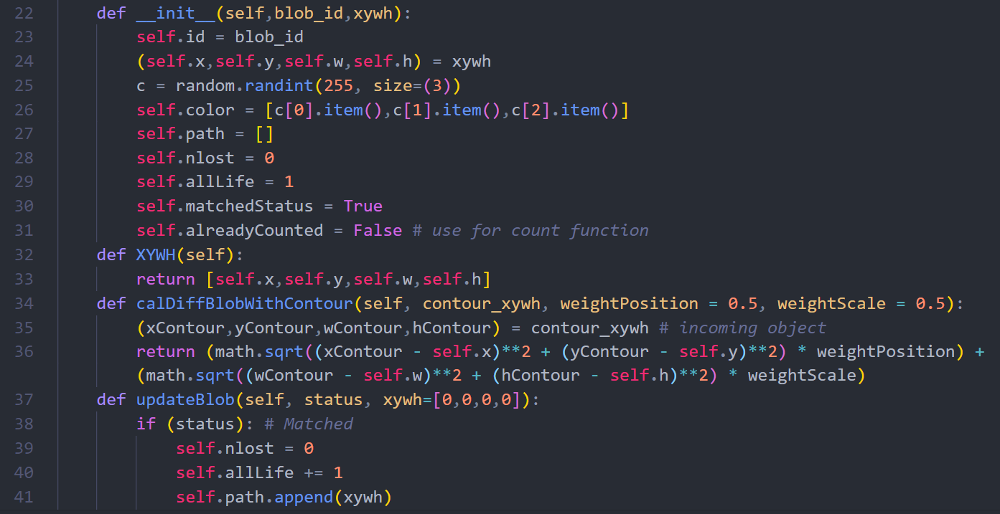 22 def __init__(self,blob_id,xywh):
23 self.id = blob_id
24 (self.x,self.y,self.w,self.h) = xywh
25 c = random.randint(255, size=(3))
26 self.color = [c[0].item(),c[1].item(),c[2].item()]
27 self.path = []
28 self.nlost = 0
29 self.allLife = 1
30 self.matchedStatus = True
31 self.alreadyCounted = False # use for count function
32 def XYWH(self):
33 return [self.x,self.y,self.w,self.h]
34 def calDiffBlobWithContour(self, contour_xywh, weightPosition = 0.5, weightScale = 0.5):
35 (xContour,yContour,wContour,hContour) = contour_xywh # incoming object
36 return (math.sqrt((xContour - self.x)**2 + (yContour - self.y)**2) * weightPosition) +
(math.sqrt((wContour - self.w)**2 + (hContour - self.h)**2) * weightScale)
37 def updateBlob(self, status, xywh=[0,0,0,0]):
38 if (status): # Matched
39 self.nlost = 0
40 self.allLife += 1
41 self.path.append(xywh)